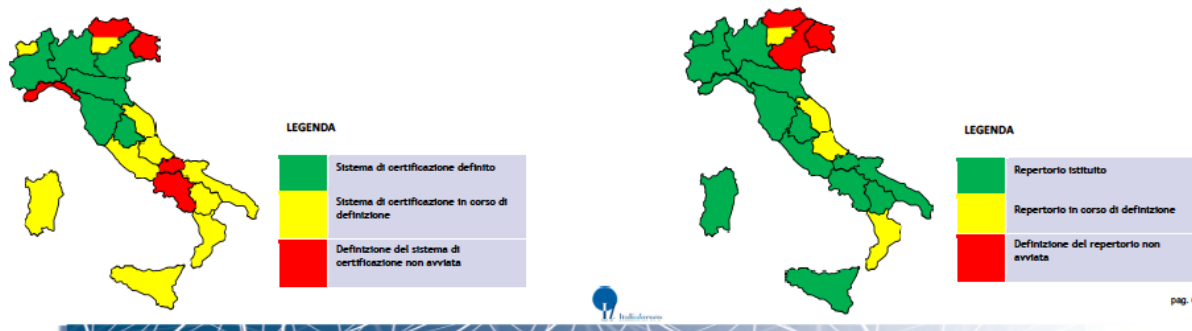 LEGENDA
Sistema di certificazione definito
Sistema di certificazione in corso di
definizione
Definizione del sistema di
certificazione non avviata
LEGENDA
Repertorio istituito
Repertorio in corso di definizione
Definizione del repertorio non
avviata
Italialavoro
pag.